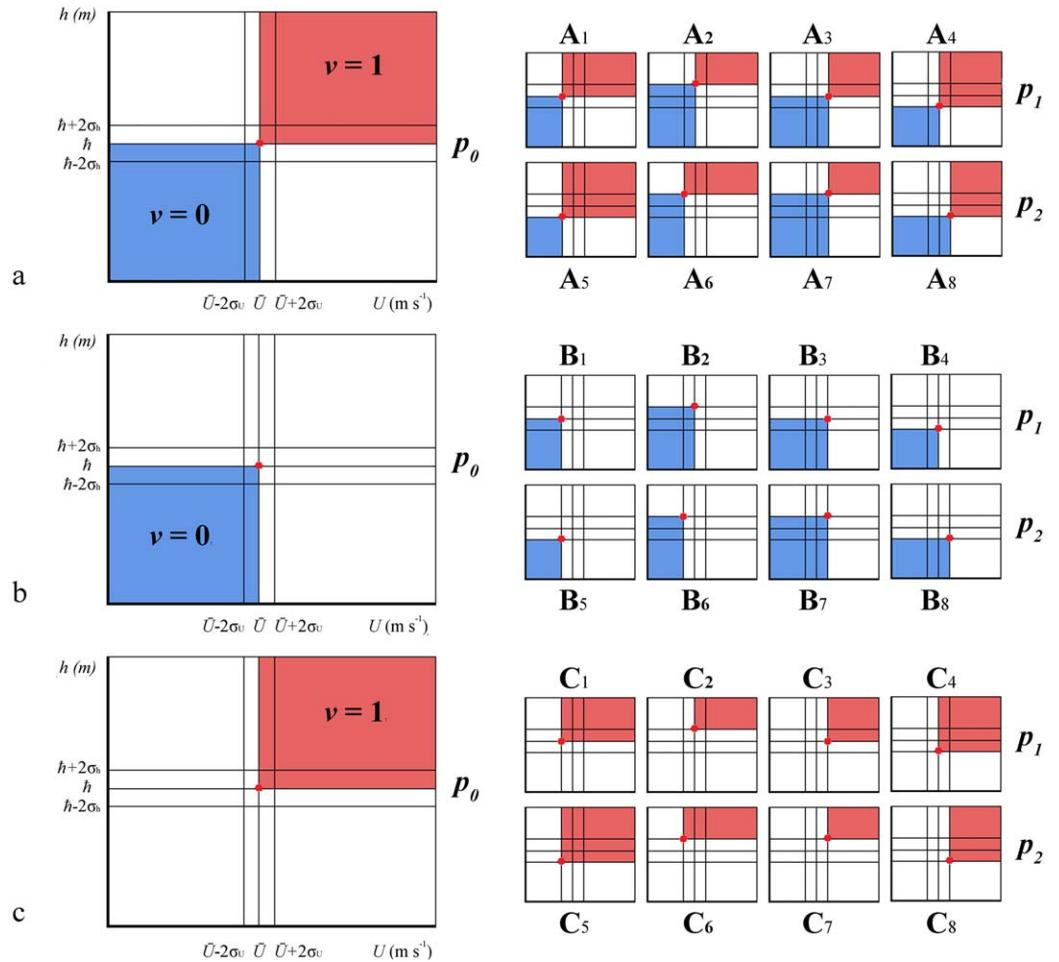 h (m)
v = 1
ħ+2σₕ
ħ
ħ-2σₕ
p₀
v = 0
a
Ū-2σᵤ Ū Ū+2σᵤ U (m s⁻¹)
A₁ A₂ A₃ A₄
p₁
p₂
A₅ A₆ A₇ A₈
h (m)
ħ+2σₕ
ħ
ħ-2σₕ
p₀
v = 0
b
Ū-2σᵤ Ū Ū+2σᵤ U (m s⁻¹)
B₁ B₂ B₃ B₄
p₁
p₂
B₅ B₆ B₇ B₈
h (m)
v = 1
ħ+2σₕ
ħ
ħ-2σₕ
p₀
c
Ū-2σᵤ Ū Ū+2σᵤ U (m s⁻¹)
C₁ C₂ C₃ C₄
p₁
p₂
C₅ C₆ C₇ C₈